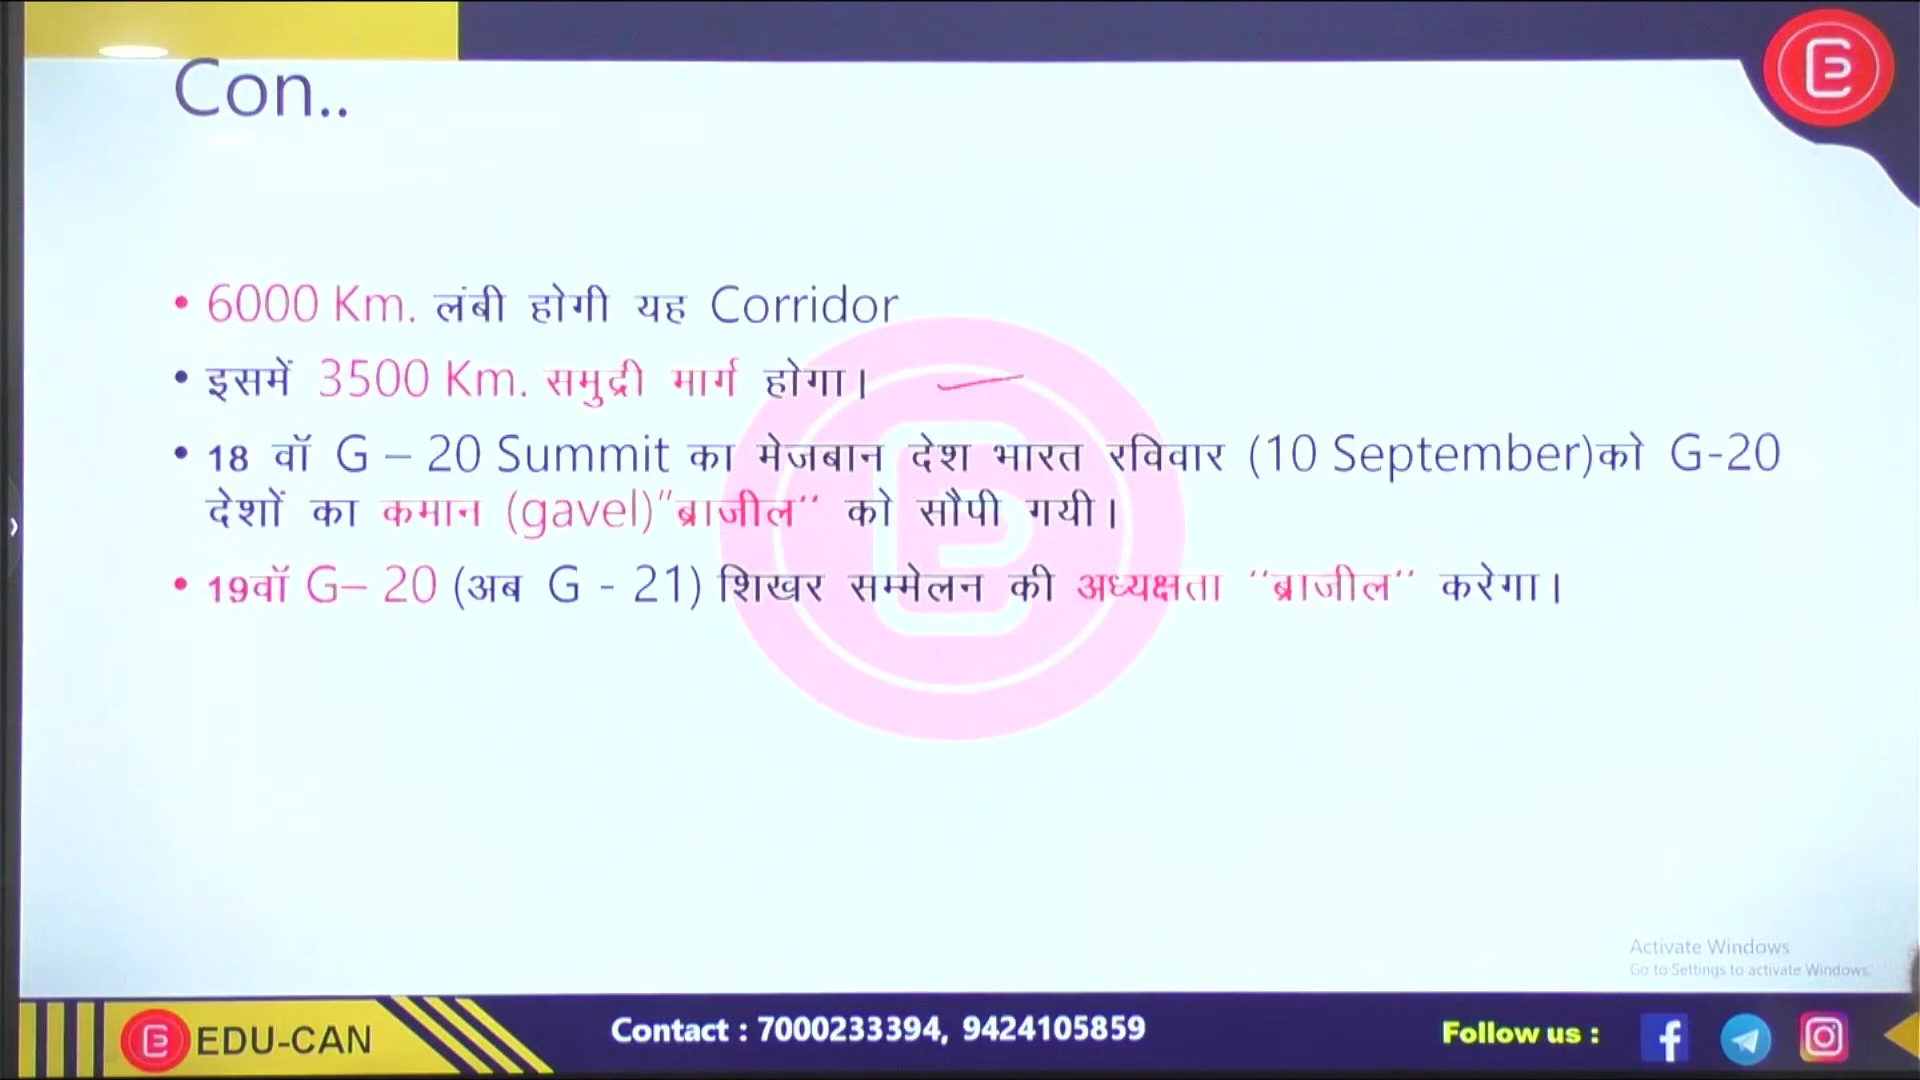 Con..
• 6000 Km. लंबी होगी यह Corridor
• इसमें 3500 Km. समुद्री मार्ग होगा।
• 18 वॉ G – 20 Summit का मेजबान देश भारत रविवार (10 September)को G-20
देशों का कमान (gavel)"ब्राजील'' को सौपी गयी।
• 19वॉ G– 20 (अब G - 21) शिखर सम्मेलन की अध्यक्षता ''ब्राजील'' करेगा।
Activate Windows
Go to Settings to activate Windows.
EDU-CAN
Contact : 7000233394, 9424105859
Follow us :